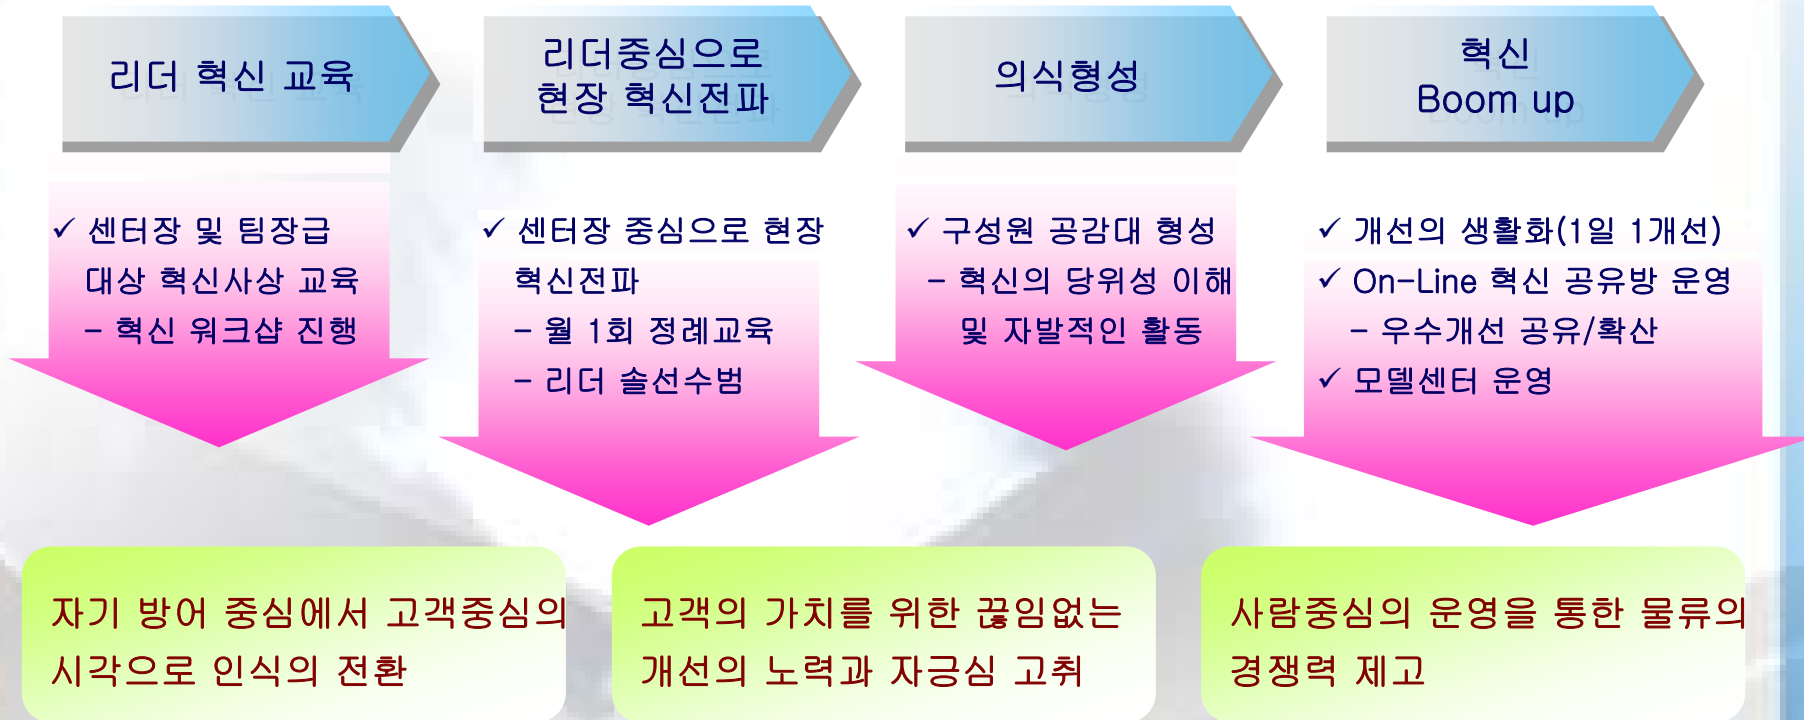 리더 혁신 교육
리더중심으로
현장 혁신전파
의식형성
혁신
Boom up
✓ 센터장 및 팀장급
대상 혁신사상 교육
- 혁신 워크샵 진행
✓ 센터장 중심으로 현장
혁신전파
- 월 1회 정례교육
- 리더 솔선수범
✓ 구성원 공감대 형성
- 혁신의 당위성 이해
및 자발적인 활동
✓ 개선의 생활화(1일 1개선)
✓ On-Line 혁신 공유방 운영
- 우수개선 공유/확산
✓ 모델센터 운영
자기 방어 중심에서 고객중심의
시각으로 인식의 전환
고객의 가치를 위한 끊임없는
개선의 노력과 자긍심 고취
사람중심의 운영을 통한 물류의
경쟁력 제고